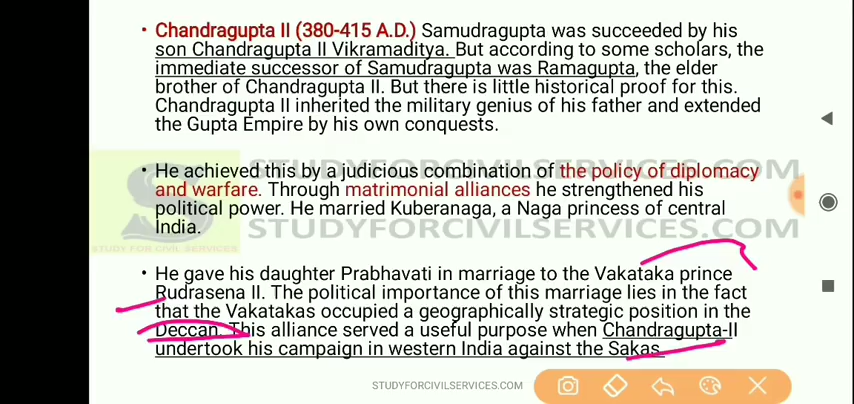 • Chandragupta II (380-415 A.D.) Samudragupta was succeeded by his
son Chandragupta II Vikramaditya. But according to some scholars, the
immediate successor of Samudragupta was Ramagupta, the elder
brother of Chandragupta II. But there is little historical proof for this.
Chandragupta II inherited the military genius of his father and extended
the Gupta Empire by his own conquests.
STUDYFORCIVILSERVICES.COM
• He achieved this by a judicious combination of the policy of diplomacy
and warfare. Through matrimonial alliances he strengthened his
political power. He married Kuberanaga, a Naga princess of central
India.
STUDYFORCIVILSERVICES.COM
STUDY FOR CIVIL SERVICES
• He gave his daughter Prabhavati in marriage to the Vakataka prince
Rudrasena II. The political importance of this marriage lies in the fact
that the Vakatakas occupied a geographically strategic position in the
Deccan. This alliance served a useful purpose when Chandragupta-II
undertook his campaign in western India against the Sakas.
STUDYFORCIVILSERVICES.COM